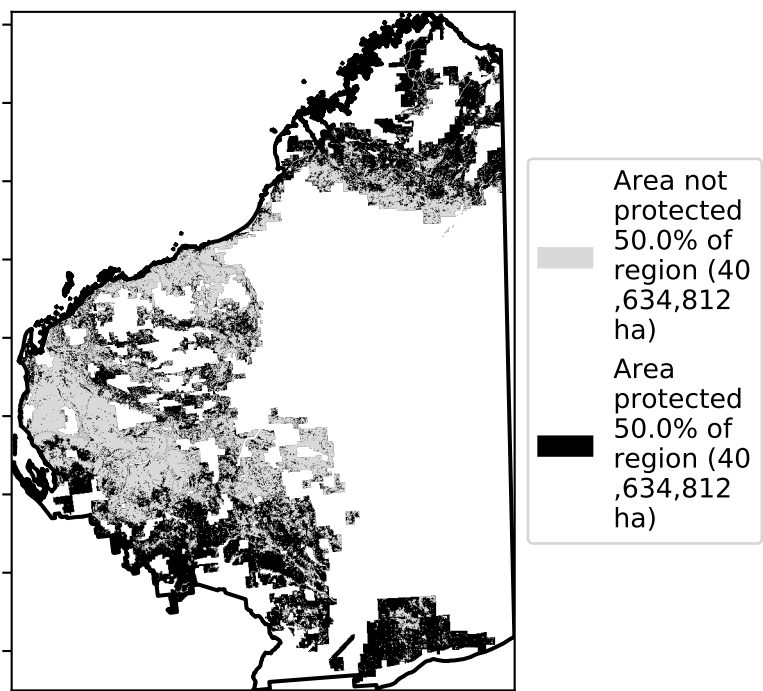 Area not
protected
50.0% of
region (40
,634,812
ha)
Area
protected
50.0% of
region (40
,634,812
ha)